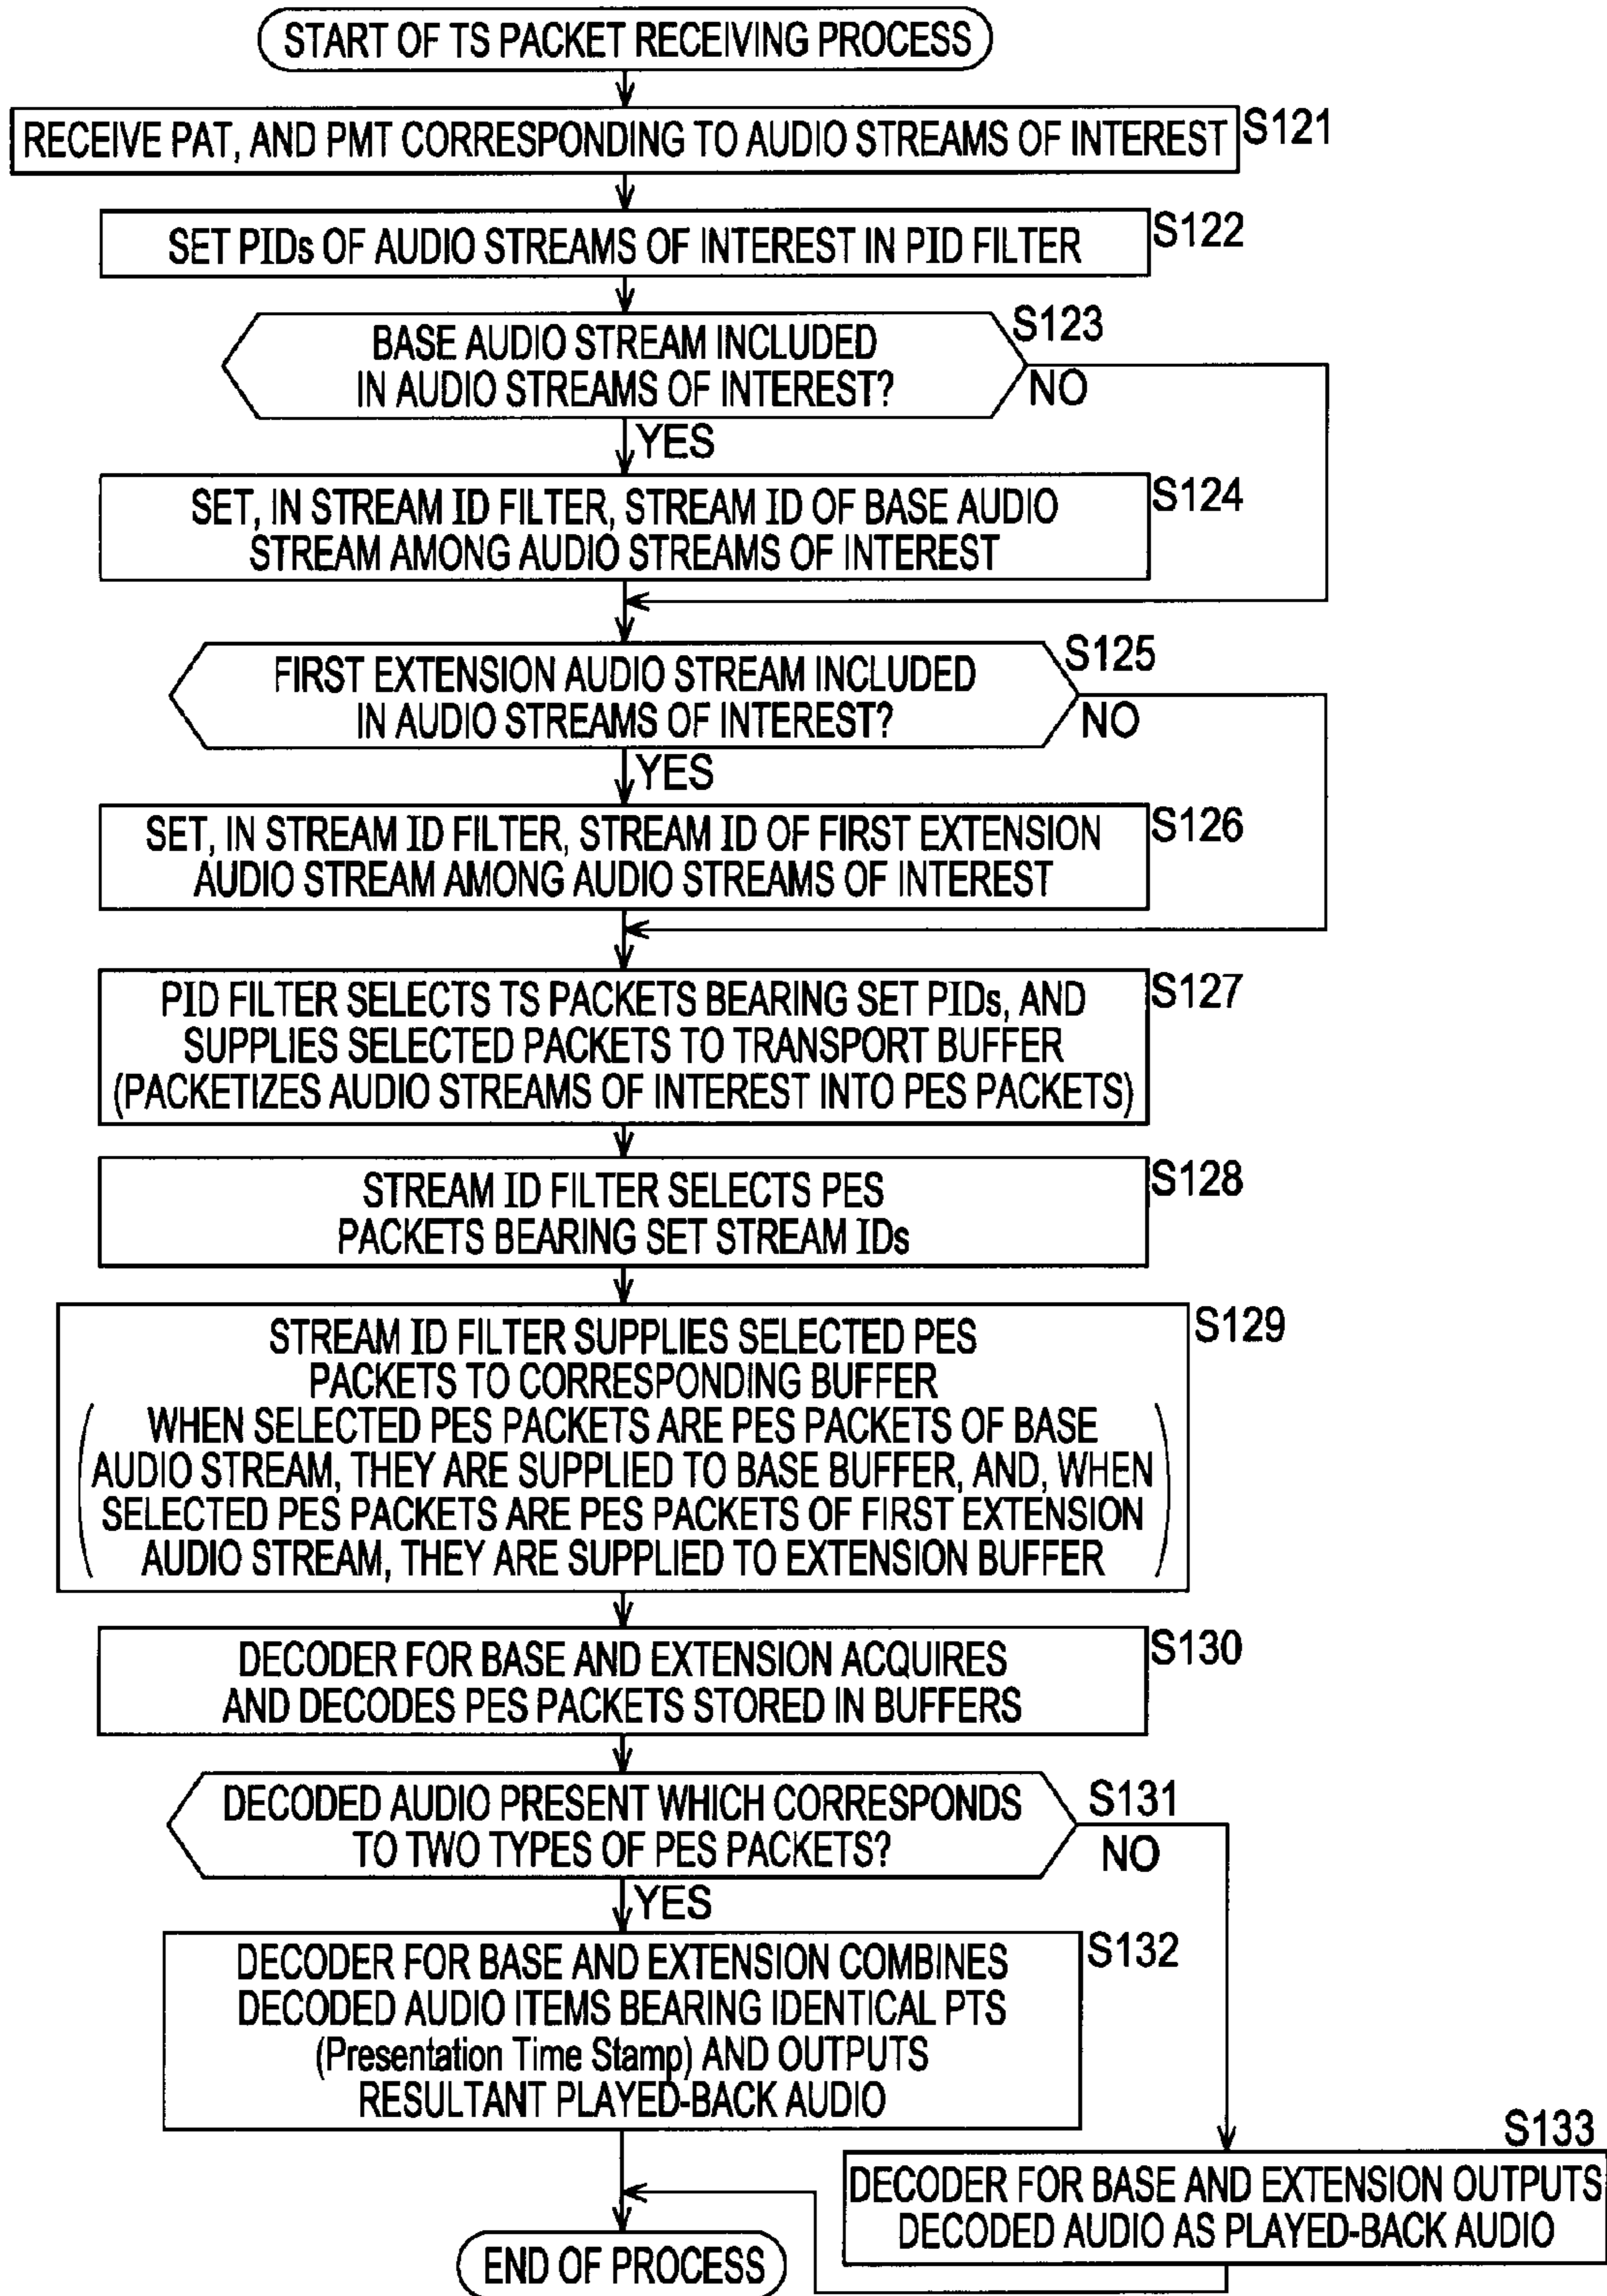 START OF TS PACKET RECEIVING PROCESS
RECEIVE PAT, AND PMT CORRESPONDING TO AUDIO STREAMS OF INTEREST
S121
SET PIDs OF AUDIO STREAMS OF INTEREST IN PID FILTER
S122
BASE AUDIO STREAM INCLUDED
IN AUDIO STREAMS OF INTEREST?
S123
NO
YES
SET, IN STREAM ID FILTER, STREAM ID OF BASE AUDIO
STREAM AMONG AUDIO STREAMS OF INTEREST
S124
FIRST EXTENSION AUDIO STREAM INCLUDED
IN AUDIO STREAMS OF INTEREST?
S125
NO
YES
SET, IN STREAM ID FILTER, STREAM ID OF FIRST EXTENSION
AUDIO STREAM AMONG AUDIO STREAMS OF INTEREST
S126
PID FILTER SELECTS TS PACKETS BEARING SET PIDs, AND
SUPPLIES SELECTED PACKETS TO TRANSPORT BUFFER
(PACKETIZES AUDIO STREAMS OF INTEREST INTO PES PACKETS)
S127
STREAM ID FILTER SELECTS PES
PACKETS BEARING SET STREAM IDs
S128
STREAM ID FILTER SUPPLIES SELECTED PES
PACKETS TO CORRESPONDING BUFFER
(WHEN SELECTED PES PACKETS ARE PES PACKETS OF BASE
AUDIO STREAM, THEY ARE SUPPLIED TO BASE BUFFER, AND, WHEN
SELECTED PES PACKETS ARE PES PACKETS OF FIRST EXTENSION
AUDIO STREAM, THEY ARE SUPPLIED TO EXTENSION BUFFER)
S129
DECODER FOR BASE AND EXTENSION ACQUIRES
AND DECODES PES PACKETS STORED IN BUFFERS
S130
DECODED AUDIO PRESENT WHICH CORRESPONDS
TO TWO TYPES OF PES PACKETS?
S131
NO
YES
DECODER FOR BASE AND EXTENSION COMBINES
DECODED AUDIO ITEMS BEARING IDENTICAL PTS
(Presentation Time Stamp) AND OUTPUTS
RESULTANT PLAYED-BACK AUDIO
S132
S133
DECODER FOR BASE AND EXTENSION OUTPUTS
DECODED AUDIO AS PLAYED-BACK AUDIO
END OF PROCESS